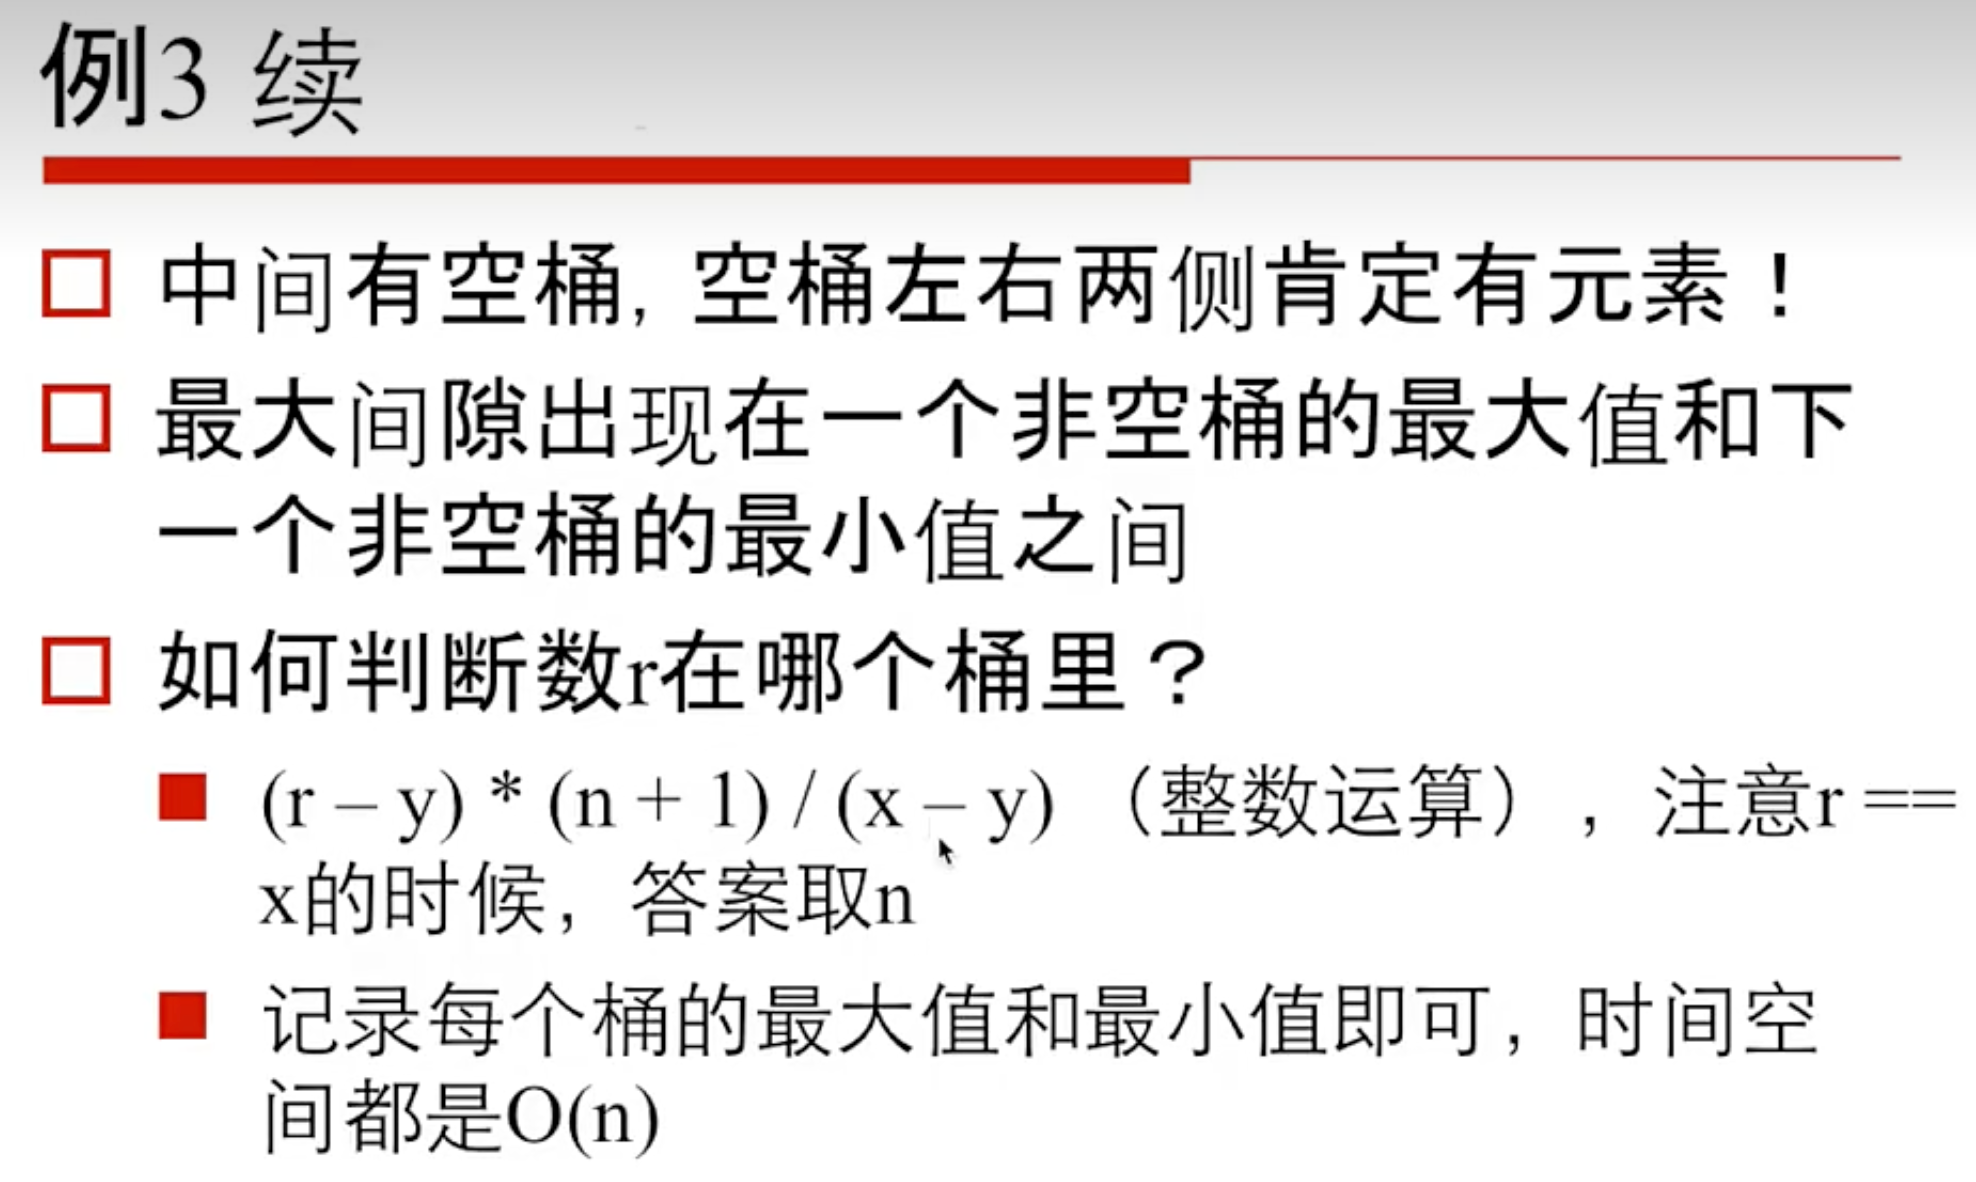 例3 续
中间有空桶, 空桶左右两侧肯定有元素！
最大间隙出现在一个非空桶的最大值和下
一个非空桶的最小值之间
如何判断数r在哪个桶里？
(r – y) * (n + 1) / (x – y) （整数运算），注意r ==
x的时候，答案取n
记录每个桶的最大值和最小值即可，时间空
间都是O(n)